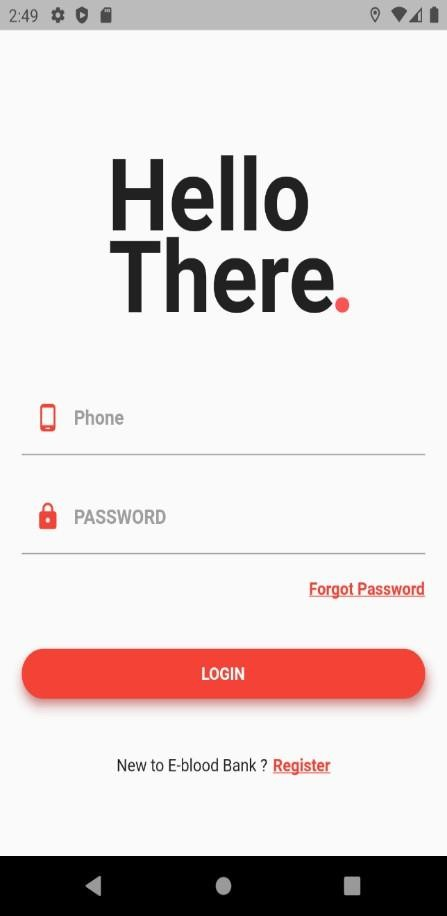 2:49
Hello
There.
Phone
PASSWORD
Forgot Password
LOGIN
New to E-blood Bank ? Register